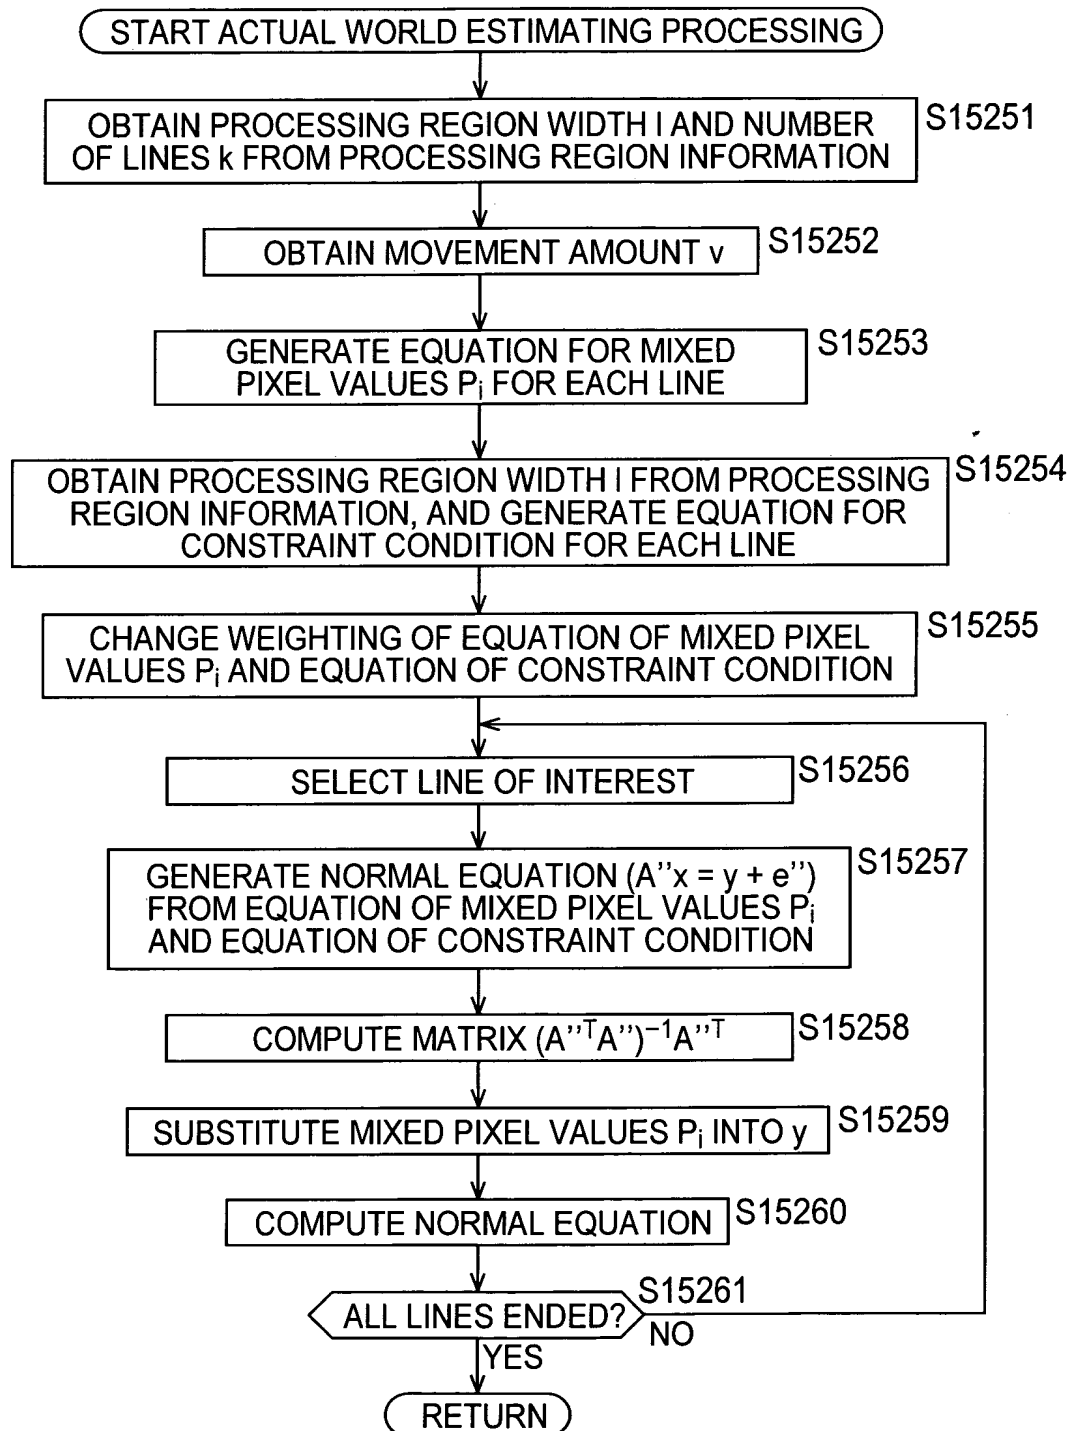 START ACTUAL WORLD ESTIMATING PROCESSING
OBTAIN PROCESSING REGION WIDTH l AND NUMBER
OF LINES k FROM PROCESSING REGION INFORMATION
S15251
OBTAIN MOVEMENT AMOUNT v
S15252
GENERATE EQUATION FOR MIXED
PIXEL VALUES Pi FOR EACH LINE
S15253
OBTAIN PROCESSING REGION WIDTH l FROM PROCESSING
REGION INFORMATION, AND GENERATE EQUATION FOR
CONSTRAINT CONDITION FOR EACH LINE
S15254
CHANGE WEIGHTING OF EQUATION OF MIXED PIXEL
VALUES Pi AND EQUATION OF CONSTRAINT CONDITION
S15255
SELECT LINE OF INTEREST
S15256
GENERATE NORMAL EQUATION (A’’x = y + e’’)
FROM EQUATION OF MIXED PIXEL VALUES Pi
AND EQUATION OF CONSTRAINT CONDITION
S15257
COMPUTE MATRIX (A’’ᵀA’’)⁻¹A’’ᵀ
S15258
SUBSTITUTE MIXED PIXEL VALUES Pi INTO y
S15259
COMPUTE NORMAL EQUATION
S15260
ALL LINES ENDED?
S15261
NO
YES
RETURN